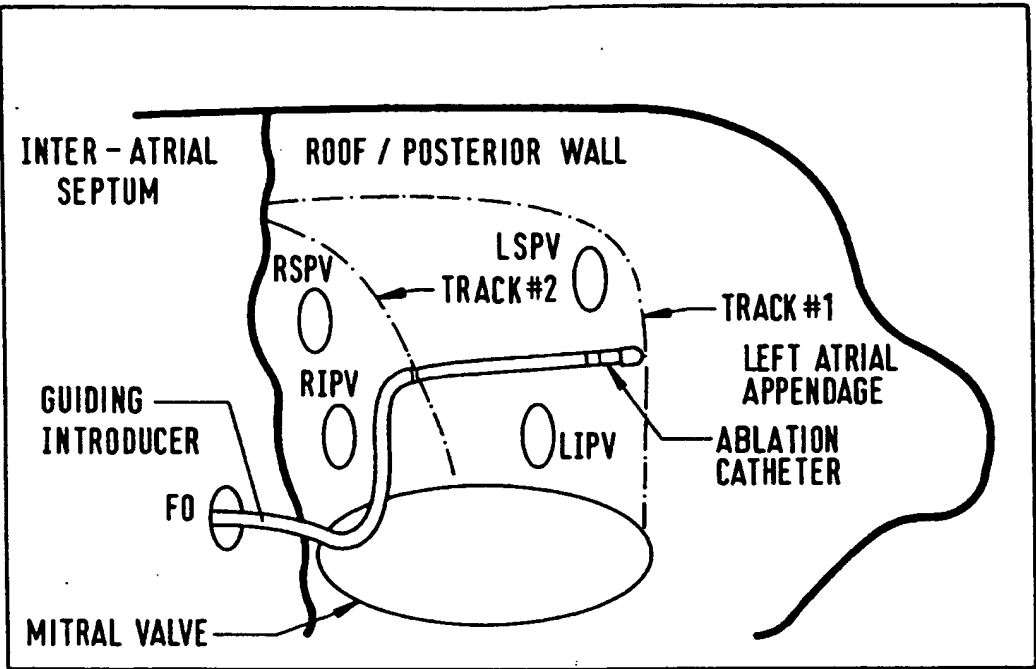 INTER-ATRIAL
SEPTUM
ROOF / POSTERIOR WALL
RSPV
LSPV
TRACK #2
TRACK #1
LEFT ATRIAL
APPENDAGE
RIPV
GUIDING
INTRODUCER
LIPV
ABLATION
CATHETER
FO
MITRAL VALVE